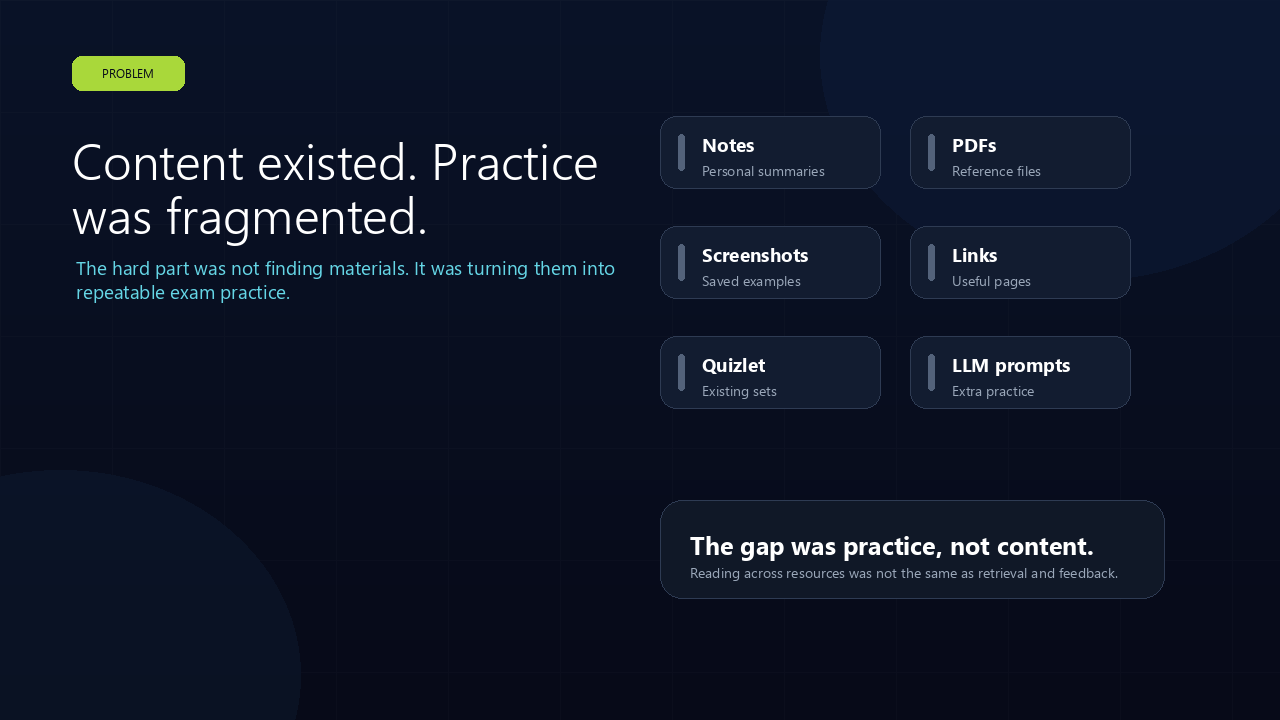 PROBLEM
Content existed. Practice
was fragmented.
The hard part was not finding materials. It was turning them into
repeatable exam practice.
Notes
Personal summaries
PDFs
Reference files
Screenshots
Saved examples
Links
Useful pages
Quizlet
Existing sets
LLM prompts
Extra practice
The gap was practice, not content.
Reading across resources was not the same as retrieval and feedback.